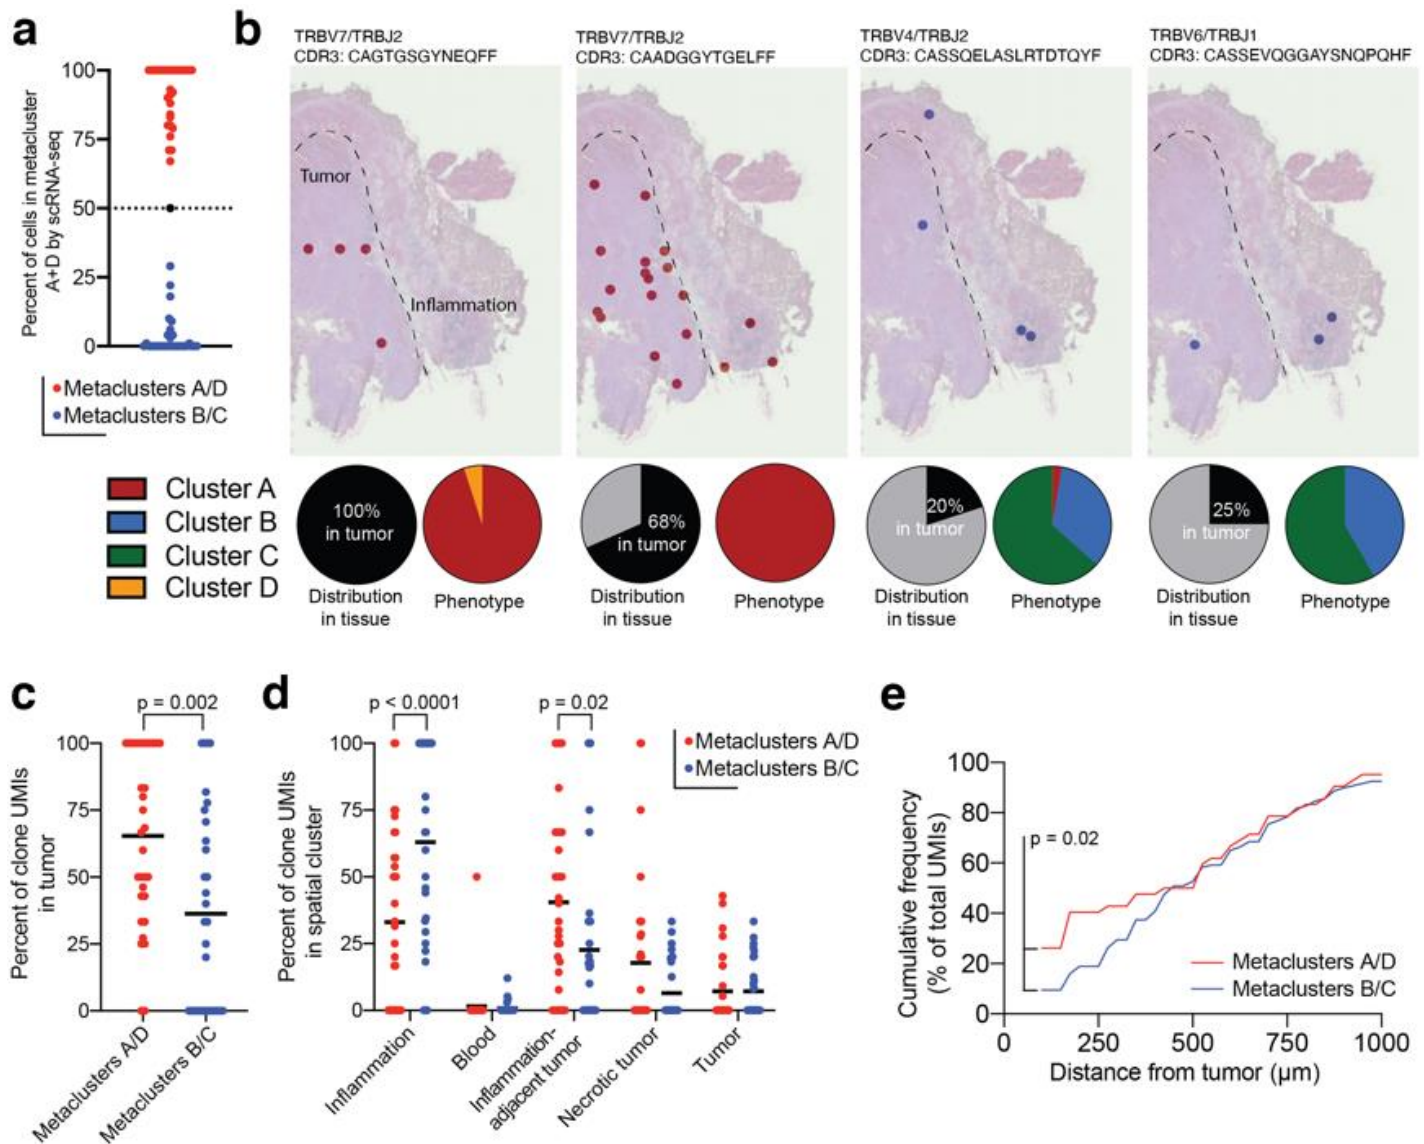 a
Percent of cells in metacluster
A+D by scRNA-seq
100
75
50
25
0
Metaclusters A/D
Metaclusters B/C
b
TRBV7/TRBJ2
CDR3: CAGTGSGYNEQFF
TRBV7/TRBJ2
CDR3: CAADGGYTGELFF
TRBV4/TRBJ2
CDR3: CASSQELASLRTDTQYF
TRBV6/TRBJ1
CDR3: CASSEVQGGAYSNQPQHF
Tumor
Inflammation
Cluster A
Cluster B
Cluster C
Cluster D
100%
in tumor
Distribution
in tissue
Phenotype
68%
in tumor
Distribution
in tissue
Phenotype
20%
in tumor
Distribution
in tissue
Phenotype
25%
in tumor
Distribution
in tissue
Phenotype
c
p = 0.002
Percent of clone UMIs
in tumor
100
75
50
25
0
Metaclusters A/D
Metaclusters B/C
d
p < 0.0001
p = 0.02
Metaclusters A/D
Metaclusters B/C
Percent of clone UMIs
in spatial cluster
100
75
50
25
0
Inflammation
Blood
Inflammation-
adjacent tumor
Necrotic tumor
Tumor
e
Cumulative frequency
(% of total UMIs)
100
80
60
40
20
0
p = 0.02
Metaclusters A/D
Metaclusters B/C
0
250
500
750
1000
Distance from tumor (µm)